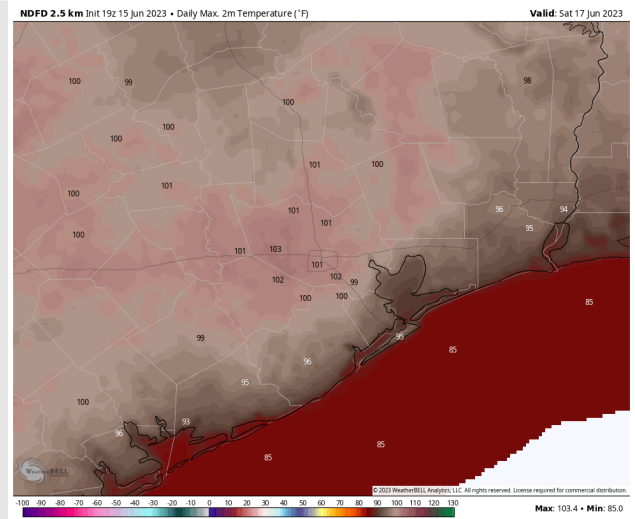 NDFD 2.5 km Init 19z 15 Jun 2023 • Daily Max. 2m Temperature (°F) Valid: Sat 17 Jun 2023
100 99 98
100
100 100
101 100
101
100
101 96 94
101 95
100
101 103
101
102 102 99
100 100 85
95
99 85
96
95
100
93
96
85 85
WeatherBELL
© 2023 WeatherBELL Analytics, LLC. All rights reserved. License required for commercial distribution.
-100 -90 -80 -70 -60 -50 -40 -30 -20 -10 0 10 20 30 40 50 60 70 80 90 100 110 120 130
Max: 103.4 • Min: 85.0